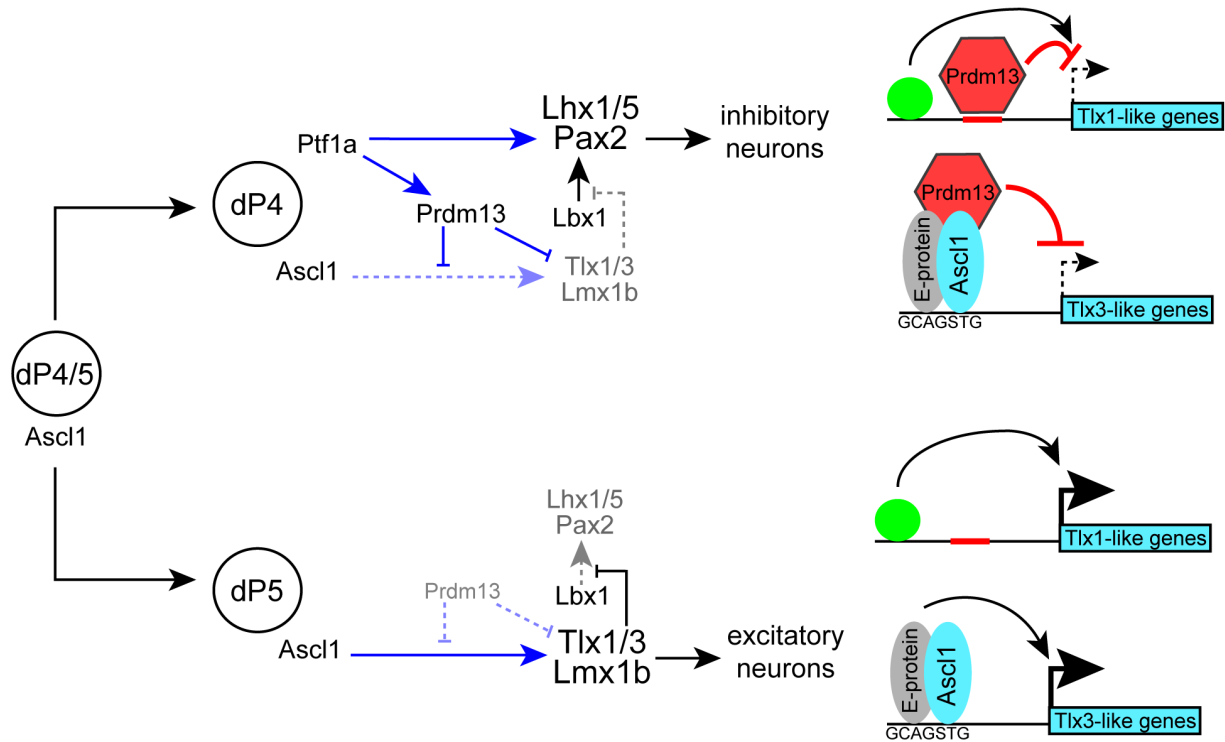 Prdm13
Tlx1-like genes
Lhx1/5
Pax2
inhibitory
neurons
Ptf1a
dP4
Prdm13
Lbx1
Ascl1
Tlx1/3
Lmx1b
Prdm13
E-protein
Ascl1
GCAGSTG
Tlx3-like genes
dP4/5
Ascl1
Lhx1/5
Pax2
Tlx1-like genes
dP5
Prdm13
Lbx1
Ascl1
Tlx1/3
Lmx1b
excitatory
neurons
E-protein
Ascl1
GCAGSTG
Tlx3-like genes